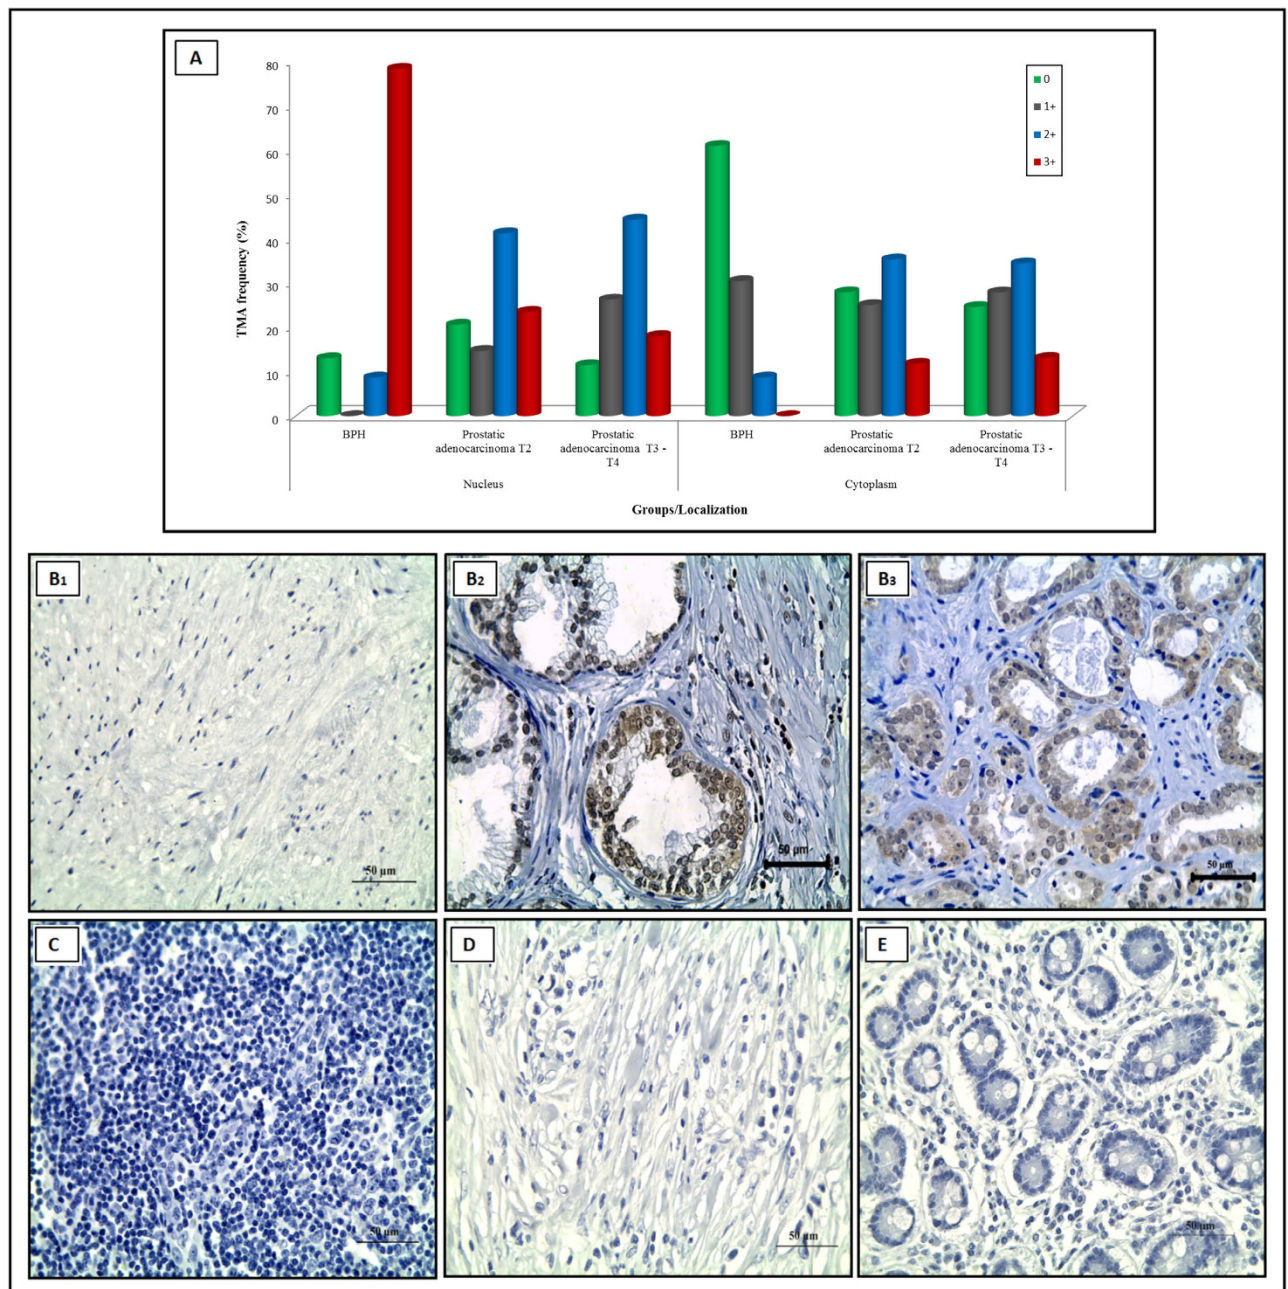 A
80
70
60
50
40
30
20
10
0
TMA frequency (%)
0
1+
2+
3+
BPH
Prostatic
adenocarcinoma T2
Prostatic
adenocarcinoma T3 -
T4
BPH
Prostatic
adenocarcinoma T2
Prostatic
adenocarcinoma T3 -
T4
Nucleus
Cytoplasm
Groups/Localization
B1
50 µm
B2
50 µm
B3
50 µm
C
50 µm
D
50 µm
E
50 µm